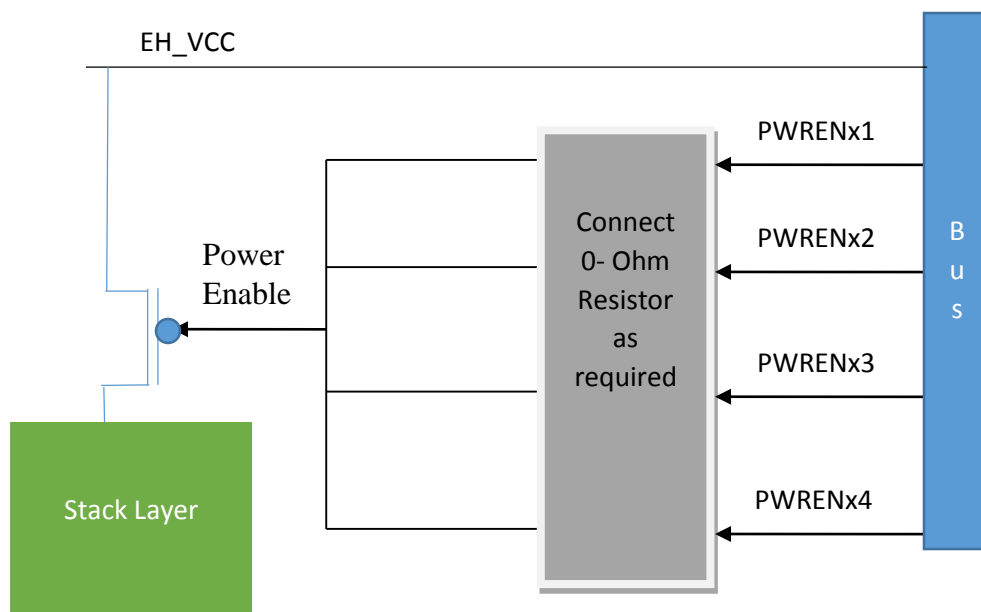 EH_VCC
PWRENx1
PWRENx2
PWRENx3
PWRENx4
B
u
s
Connect
0- Ohm
Resistor
as
required
Power
Enable
Stack Layer